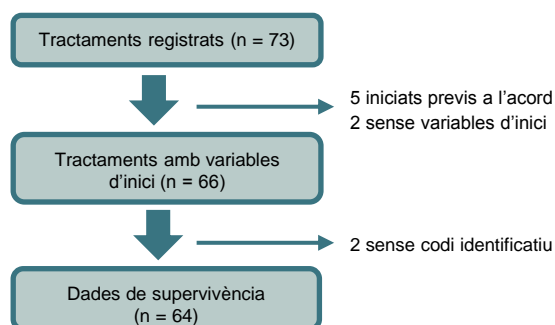 Tractaments registrats (n = 73)
5 iniciats previs a l'acord
2 sense variables d'inici
Tractaments amb variables
d'inici (n = 66)
2 sense codi identificatiu
Dades de supervivència
(n = 64)